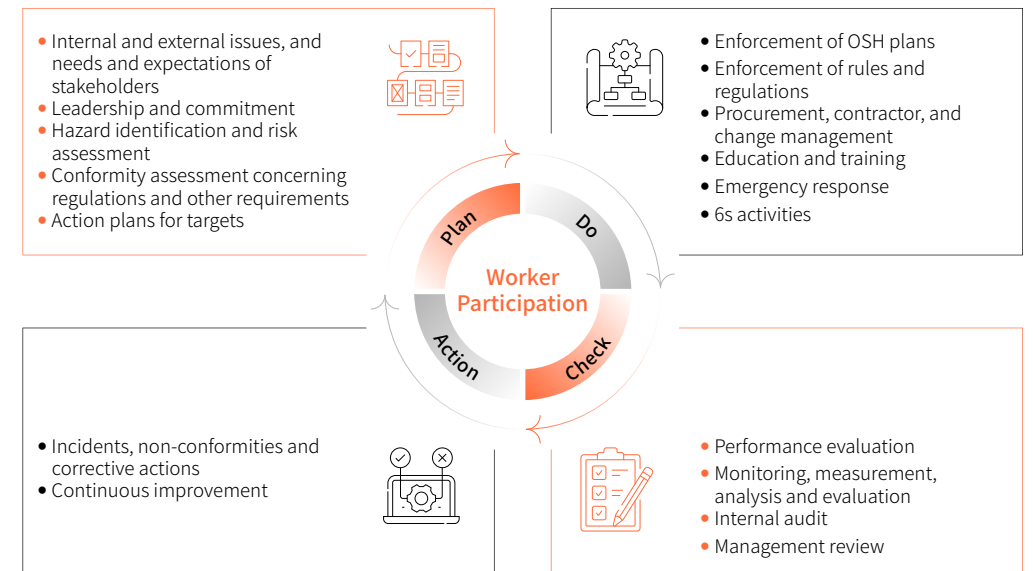 • Internal and external issues, and
needs and expectations of
stakeholders
• Leadership and commitment
• Hazard identification and risk
assessment
• Conformity assessment concerning
regulations and other requirements
• Action plans for targets
• Enforcement of OSH plans
• Enforcement of rules and
regulations
• Procurement, contractor, and
change management
• Education and training
• Emergency response
• 6s activities
Plan
Do
Worker
Participation
Action
Check
• Incidents, non-conformities and
corrective actions
• Continuous improvement
• Performance evaluation
• Monitoring, measurement,
analysis and evaluation
• Internal audit
• Management review